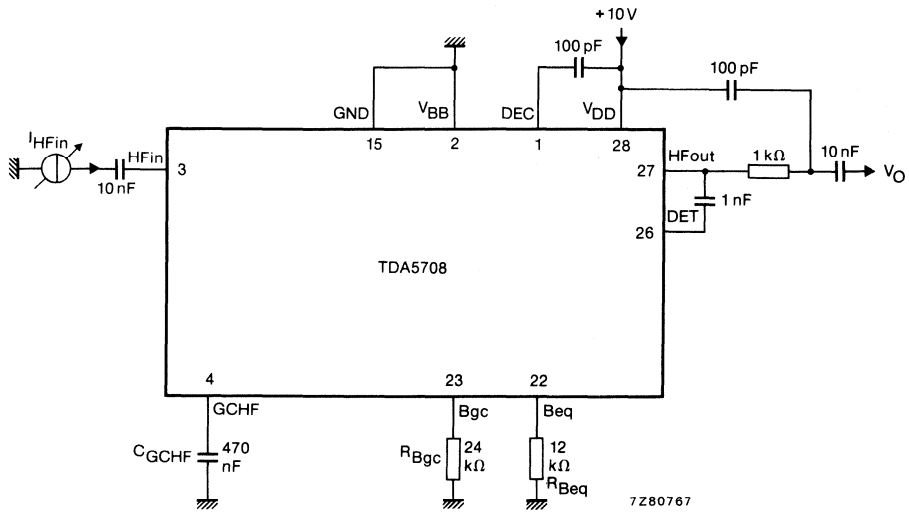 +10V
100 pF
100 pF
GND
VBB
DEC
VDD
15
2
1
28
IHFin
HFin
10 nF
3
27
HFout
1 kΩ
10 nF
VO
1 nF
DET
26
TDA5708
4
23
22
GCHF
Bgc
Beq
CGCHF
470
nF
RBgc
24
kΩ
12
kΩ
RBeq
7Z80767